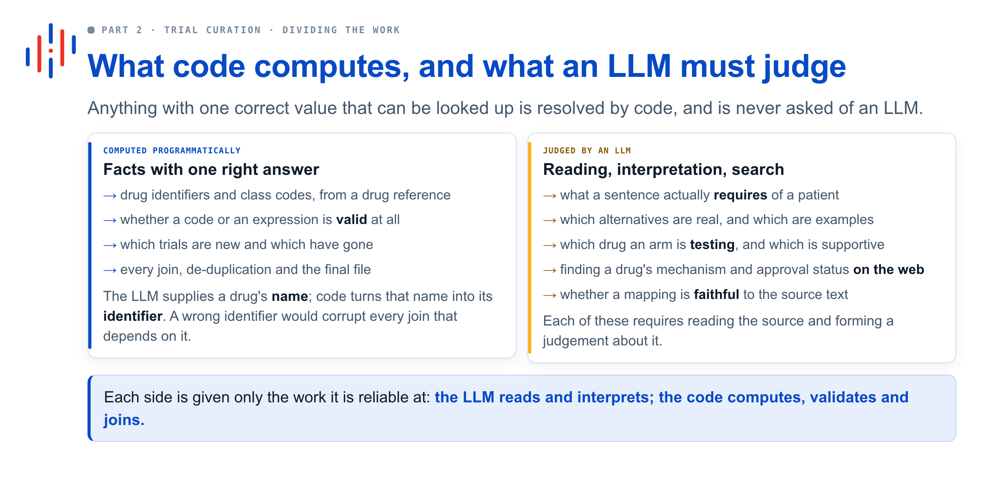 PART 2 · TRIAL CURATION · DIVIDING THE WORK
What code computes, and what an LLM must judge
Anything with one correct value that can be looked up is resolved by code, and is never asked of an LLM.
COMPUTED PROGRAMMATICALLY
Facts with one right answer
→ drug identifiers and class codes, from a drug reference
→ whether a code or an expression is valid at all
→ which trials are new and which have gone
→ every join, de-duplication and the final file
The LLM supplies a drug's name; code turns that name into its
identifier. A wrong identifier would corrupt every join that
depends on it.
JUDGED BY AN LLM
Reading, interpretation, search
→ what a sentence actually requires of a patient
→ which alternatives are real, and which are examples
→ which drug an arm is testing, and which is supportive
→ finding a drug's mechanism and approval status on the web
→ whether a mapping is faithful to the source text
Each of these requires reading the source and forming a
judgement about it.
Each side is given only the work it is reliable at: the LLM reads and interprets; the code computes, validates and
joins.